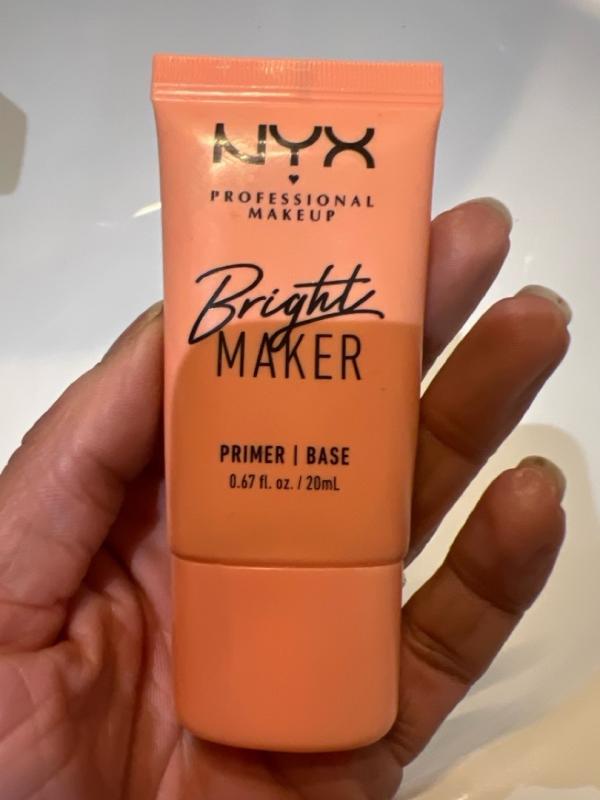 NYX
PROFESSIONAL
MAKEUP
Bright
MAKER
PRIMER | BASE
0.67 fl. oz. / 20mL